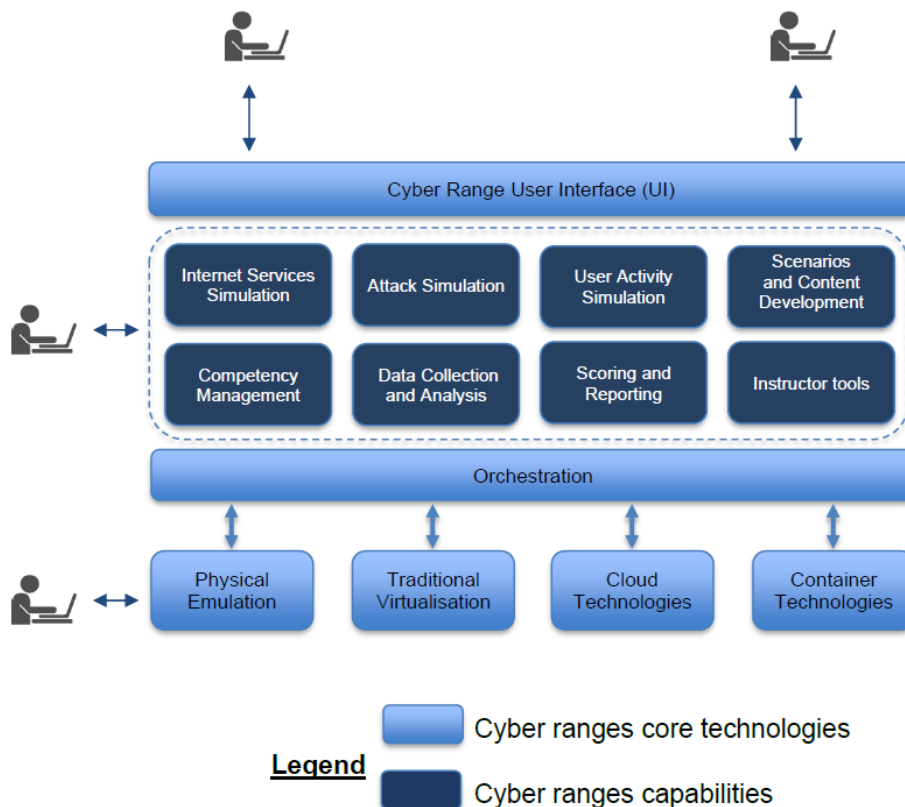 Cyber Range User Interface (UI)
Internet Services
Simulation
Attack Simulation
User Activity
Simulation
Scenarios
and Content
Development
Competency
Management
Data Collection
and Analysis
Scoring and
Reporting
Instructor tools
Orchestration
Physical
Emulation
Traditional
Virtualisation
Cloud
Technologies
Container
Technologies
Legend
Cyber ranges core technologies
Cyber ranges capabilities